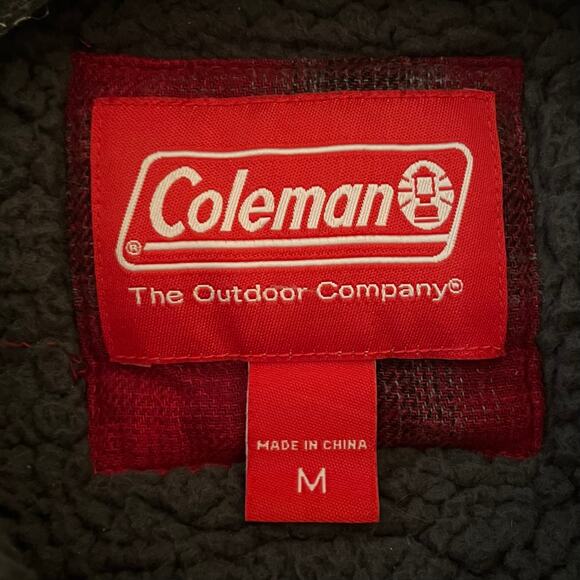 Coleman
®
The Outdoor Company®
MADE IN CHINA
M